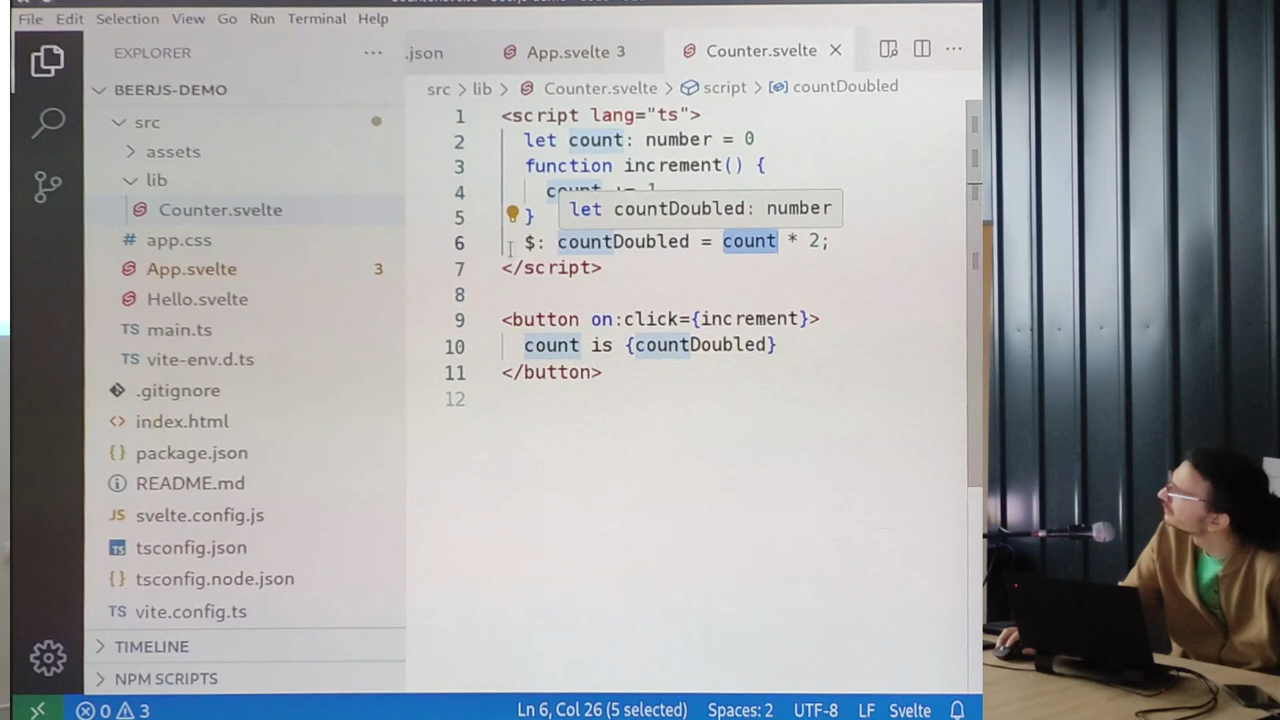 File Edit Selection View Go Run Terminal Help
EXPLORER
.json
App.svelte 3
Counter.svelte
BEERJS-DEMO
src > lib > Counter.svelte > script > countDoubled
src
assets
lib
Counter.svelte
app.css
App.svelte 3
Hello.svelte
main.ts
vite-env.d.ts
.gitignore
index.html
package.json
README.md
svelte.config.js
tsconfig.json
tsconfig.node.json
vite.config.ts
TIMELINE
NPM SCRIPTS
1 <script lang="ts">
2 let count: number = 0
3 function increment() {
4 count += 1
let countDoubled: number
5 }
6 $: countDoubled = count * 2;
7 </script>
8
9 <button on:click={increment}>
10 count is {countDoubled}
11 </button>
12
0 3 Ln 6, Col 26 (5 selected) Spaces: 2 UTF-8 LF Svelte